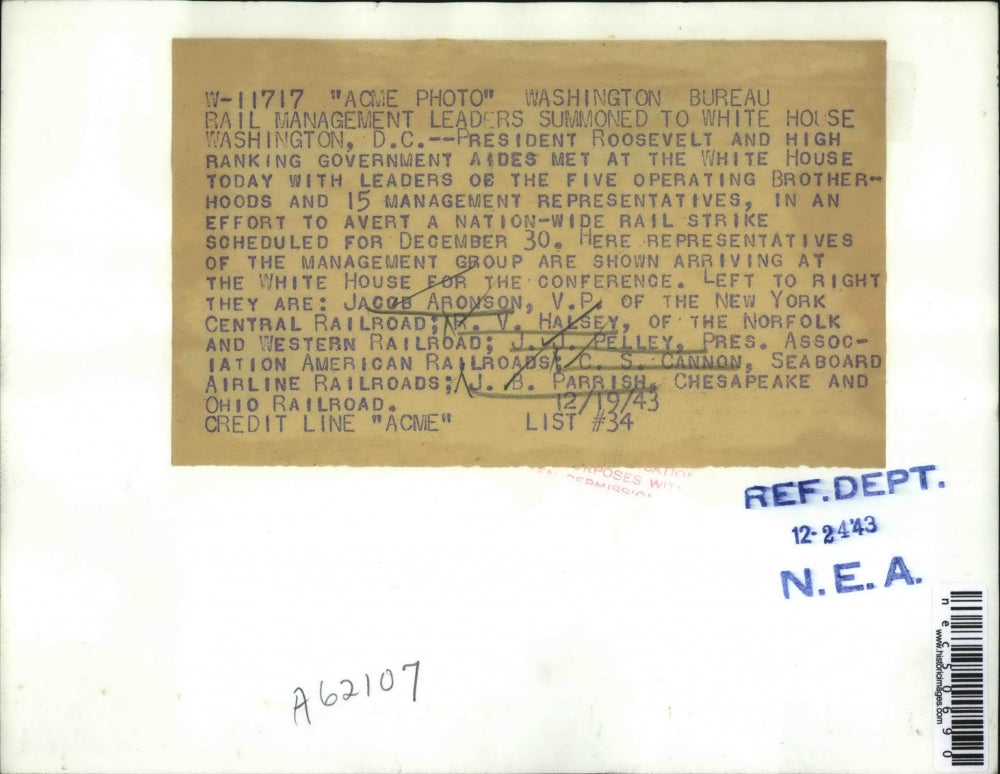 W-11717 "ACME PHOTO" WASHINGTON BUREAU
RAIL MANAGEMENT LEADERS SUMMONED TO WHITE HOUSE
WASHINGTON, D.C.--PRESIDENT ROOSEVELT AND HIGH
RANKING GOVERNMENT AIDES MET AT THE WHITE HOUSE
TODAY WITH LEADERS OF THE FIVE OPERATING BROTHER-
HOODS AND 15 MANAGEMENT REPRESENTATIVES, IN AN
EFFORT TO AVERT A NATION-WIDE RAIL STRIKE
SCHEDULED FOR DECEMBER 30. HERE REPRESENTATIVES
OF THE MANAGEMENT GROUP ARE SHOWN ARRIVING AT
THE WHITE HOUSE FOR THE CONFERENCE. LEFT TO RIGHT
THEY ARE: JACOB ARONSON, V.P. OF THE NEW YORK
CENTRAL RAILROAD; R. V. HALSEY, OF THE NORFOLK
AND WESTERN RAILROAD; J. J. PELLEY, PRES. ASSOC-
IATION AMERICAN RAILROADS; C. S. CANNON, SEABOARD
AIRLINE RAILROADS; J. B. PARRISH, CHESAPEAKE AND
OHIO RAILROAD. 12/19/43
CREDIT LINE "ACME" LIST #34
REF. DEPT.
12-24'43
N. E. A.
A62107
www.historicimages.com
nec50690